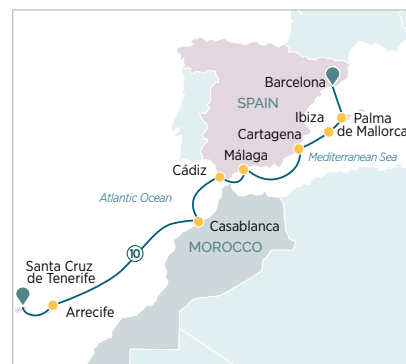 Barcelona
SPAIN
Ibiza
Palma
de Mallorca
Cartagena
Málaga
Mediterranean Sea
Cádiz
Atlantic Ocean
Casablanca
MOROCCO
10
Santa Cruz
de Tenerife
Arrecife